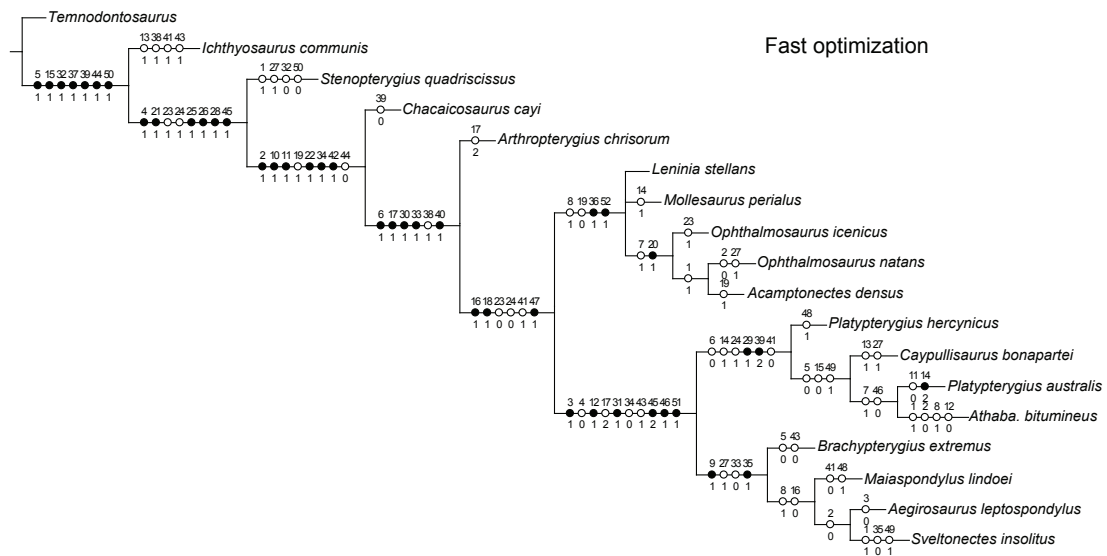 Temnodontosaurus
Fast optimization
13 38 41 43
Ichthyosaurus communis
1 1 1 1
5 15 32 37 39 44 50
1 1 1 1 1 1 1
1 27 32 50
Stenopterygius quadriscissus
1 1 0 0
4 21 23 24 25 26 28 45
1 1 1 1 1 1 1 1
39
Chacaicosaurus cayi
0
2 10 11 19 22 34 42 44
1 1 1 1 1 1 1 0
17
Arthropterygius chrisorum
2
6 17 30 33 38 40
1 1 1 1 1 1
Leninia stellans
8 19 36 52
1 0 1 1
14
Mollesaurus perialus
1
23
Ophthalmosaurus icenicus
1
7 20
1 1
2 27
Ophthalmosaurus natans
0 1
1
1
19
Acamptonectes densus
1
16 18 23 24 41 47
1 1 0 0 1 1
48
Platypterygius hercynicus
1
6 14 24 29 39 41
0 1 1 1 2 0
13 27
Caypullisaurus bonapartei
1 1
5 15 49
0 0 1
11 14
Platypterygius australis
0 2
7 46
1 0
1 2 8 12
Athaba. bitumineus
1 0 1 0
3 4 12 17 31 34 43 45 46 51
1 0 1 2 1 0 1 2 1 1
5 43
Brachypterygius extremus
0 0
9 27 33 35
1 1 0 1
41 48
Maiaspondylus lindoei
0 1
8 16
1 0
3
Aegirosaurus leptospondylus
0
2
0
1 35 49
Sveltonectes insolitus
1 0 1